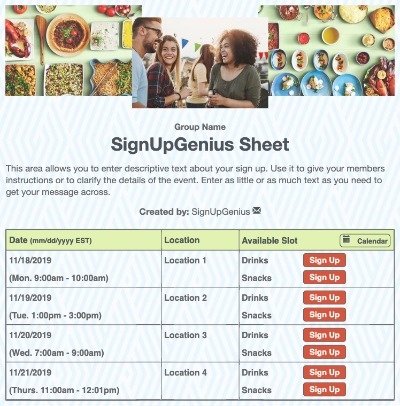 Group Name
SignUpGenius Sheet
This area allows you to enter descriptive text about your sign up. Use it to give your members
instructions or to clarify the details of the event. Enter as little or as much text as you need to
get your message across.
Created by: SignUpGenius
Date (mm/dd/yyyy EST) Location Available Slot Calendar
11/18/2019 Location 1 Drinks Sign Up
(Mon. 9:00am - 10:00am) Snacks Sign Up
11/19/2019 Location 2 Drinks Sign Up
(Tue. 1:00pm - 3:00pm) Snacks Sign Up
11/20/2019 Location 3 Drinks Sign Up
(Wed. 7:00am - 9:00am) Snacks Sign Up
11/21/2019 Location 4 Drinks Sign Up
(Thurs. 11:00am - 12:01pm) Snacks Sign Up